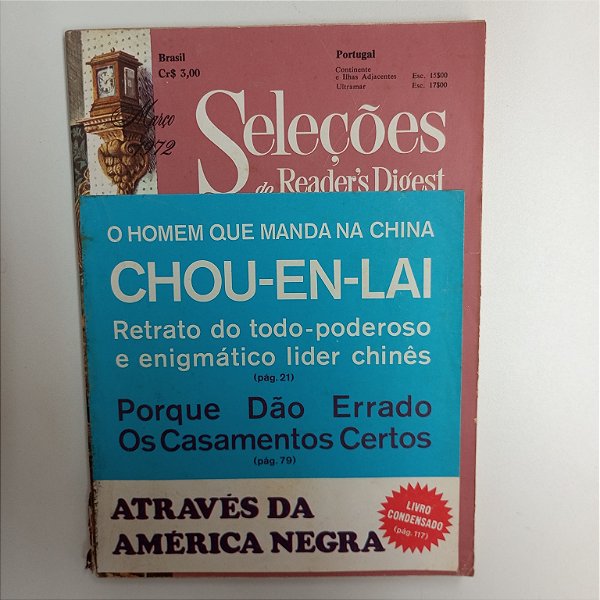 Brasil
Cr$ 3,00
Portugal
Continente
e Ilhas Adjacentes Esc. 15$00
Ultramar Esc. 17$00
Março
1972
Seleções
do Reader's Digest
O HOMEM QUE MANDA NA CHINA
CHOU-EN-LAI
Retrato do todo-poderoso
e enigmático lider chinês
(pág. 21)
Porque Dão Errado
Os Casamentos Certos
(pág. 79)
ATRAVÉS DA
AMÉRICA NEGRA
LIVRO
CONDENSADO
(pág. 117)